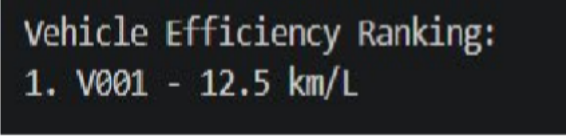 Vehicle Efficiency Ranking:
1. V001 - 12.5 km/L